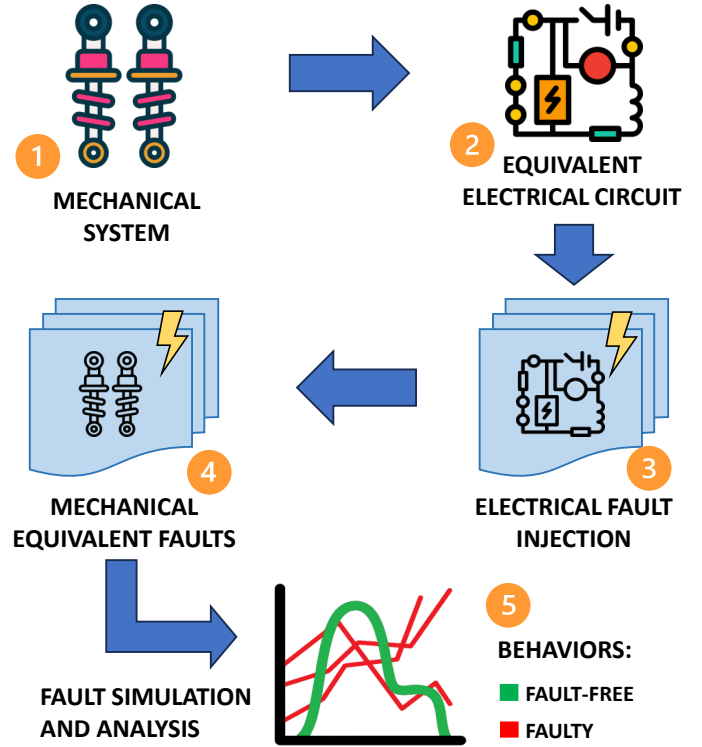 1
MECHANICAL
SYSTEM
2
EQUIVALENT
ELECTRICAL CIRCUIT
3
ELECTRICAL FAULT
INJECTION
4
MECHANICAL
EQUIVALENT FAULTS
FAULT SIMULATION
AND ANALYSIS
5
BEHAVIORS:
FAULT-FREE
FAULTY